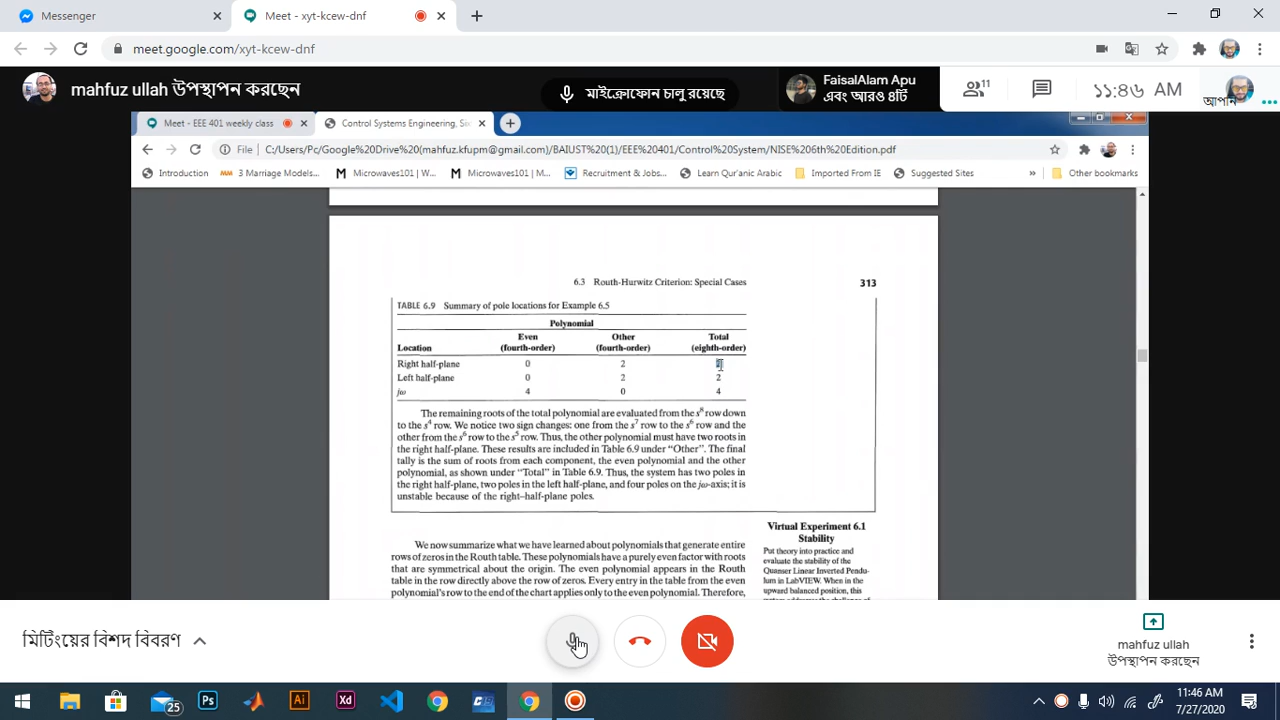 Messenger
Meet - xyt-kcew-dnf
meet.google.com/xyt-kcew-dnf
mahfuz ullah উপস্থাপন করছেন
মাইক্রোফোন চালু রয়েছে
FaisalAlam Apu
এবং আরও ৪টি
11
১১:৪৬ AM
আপনি
Meet - EEE 401 weekly class
Control Systems Engineering, Six
File
C:/Users/Pc/Google%20Drive%20(mahfuz.kfupm@gmail.com)/BAIUST%20(1)/EEE%20401/Control%20System/NISE%206th%20Edition.pdf
Introduction
3 Marriage Models...
Microwaves101 | W...
Microwaves101 | M...
Recruitment & Jobs...
Learn Qur'anic Arabic
Imported From IE
Suggested Sites
»
Other bookmarks
6.3 Routh-Hurwitz Criterion: Special Cases 313
TABLE 6.9 Summary of pole locations for Example 6.5
Polynomial
Even Other Total
Location (fourth-order) (fourth-order) (eighth-order)
Right half-plane 0 2
Left half-plane 0 2 2
jω 4 0 4
The remaining roots of the total polynomial are evaluated from the s⁸ row down
to the s⁴ row. We notice two sign changes: one from the s⁷ row to the s⁶ row and the
other from the s⁶ row to the s⁵ row. Thus, the other polynomial must have two roots in
the right half-plane. These results are included in Table 6.9 under “Other”. The final
tally is the sum of roots from each component, the even polynomial and the other
polynomial, as shown under “Total” in Table 6.9. Thus, the system has two poles in
the right half-plane, two poles in the left half-plane, and four poles on the jω-axis; it is
unstable because of the right–half-plane poles.
We now summarize what we have learned about polynomials that generate entire
rows of zeros in the Routh table. These polynomials have a purely even factor with roots
that are symmetrical about the origin. The even polynomial appears in the Routh
table in the row directly above the row of zeros. Every entry in the table from the even
polynomial's row to the end of the chart applies only to the even polynomial. Therefore,
Virtual Experiment 6.1
Stability
Put theory into practice and
evaluate the stability of the
Quanser Linear Inverted Pendu-
lum in LabVIEW. When in the
upward balanced position, this
মিটিংয়ের বিশদ বিবরণ
mahfuz ullah
উপস্থাপন করছেন
25
Ps
Ai
Xd
11:46 AM
7/27/2020